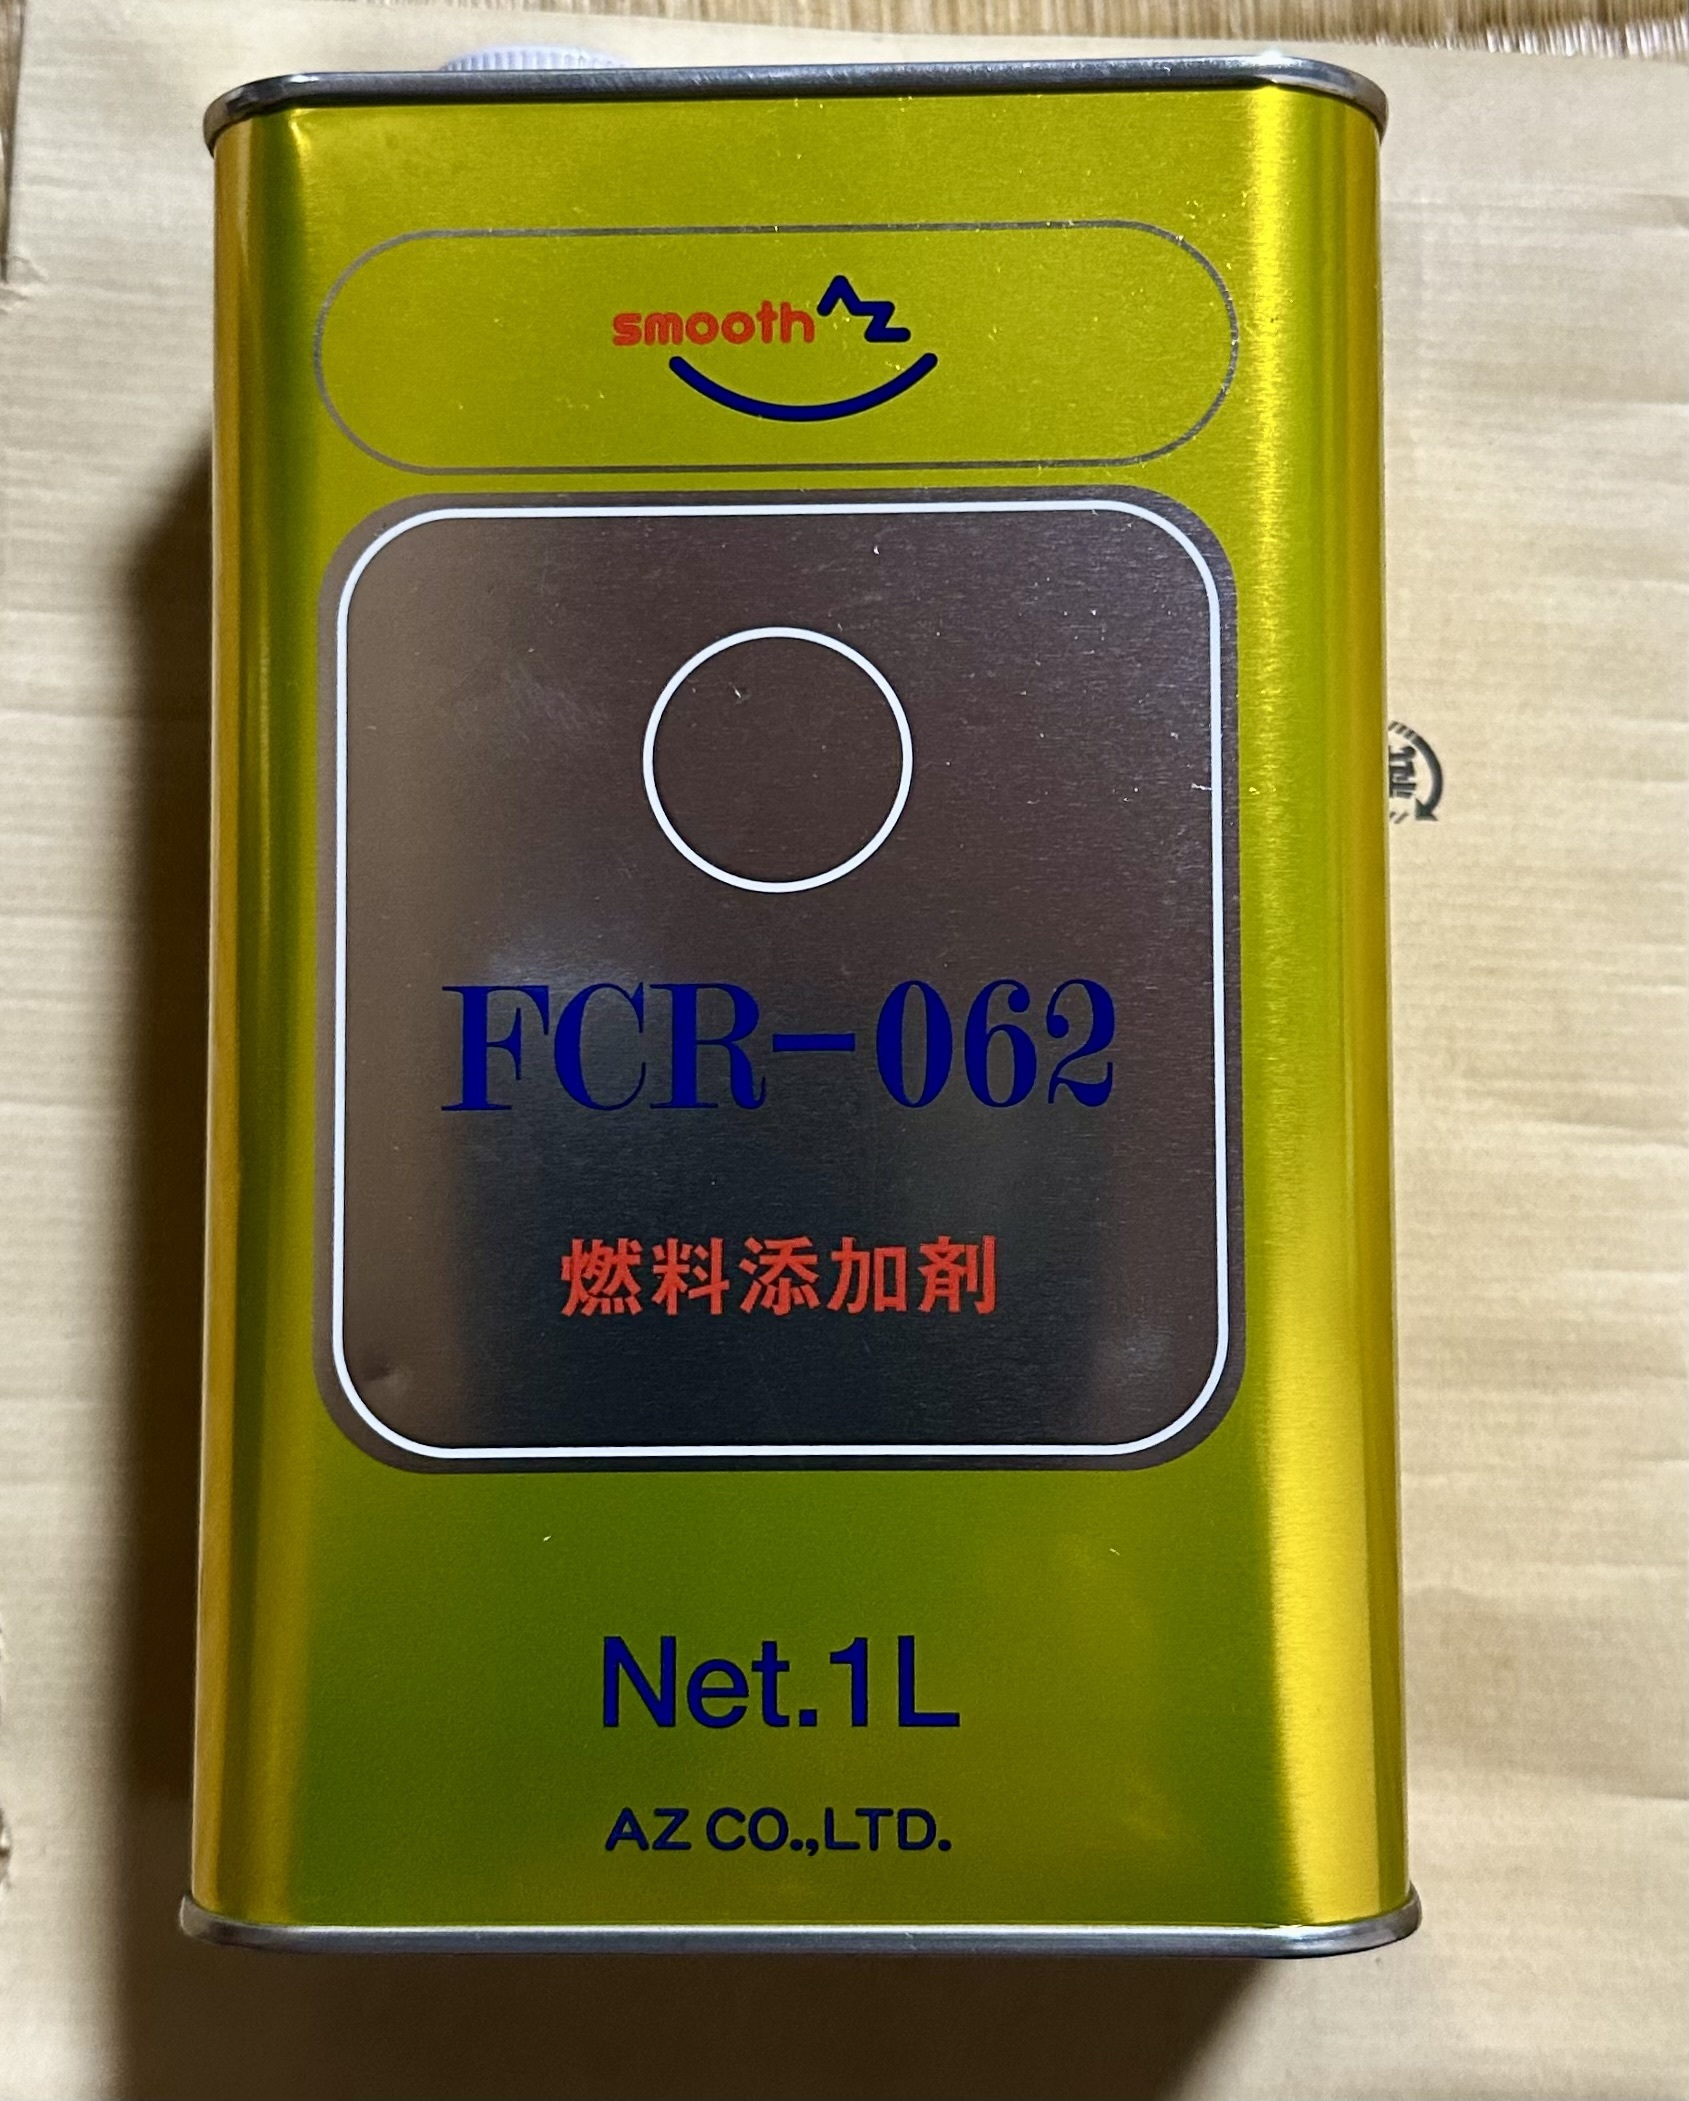 smooth AZ
FCR-062
燃料添加剤
Net.1L
AZ CO.,LTD.